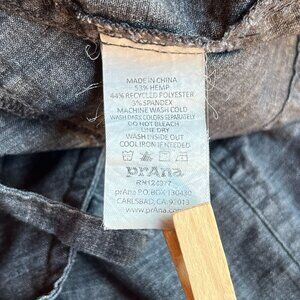 MADE IN CHINA
53% HEMP
44% RECYCLED POLYESTER
3% SPANDEX
MACHINE WASH COLD
WASH DARK COLORS SEPARATELY
DO NOT BLEACH
LINE DRY
WASH INSIDE OUT
COOL IRON IF NEEDED
prAna
prAna P.O. BOX 130430
CARLSBAD, CA. 92013
www.prAna.com